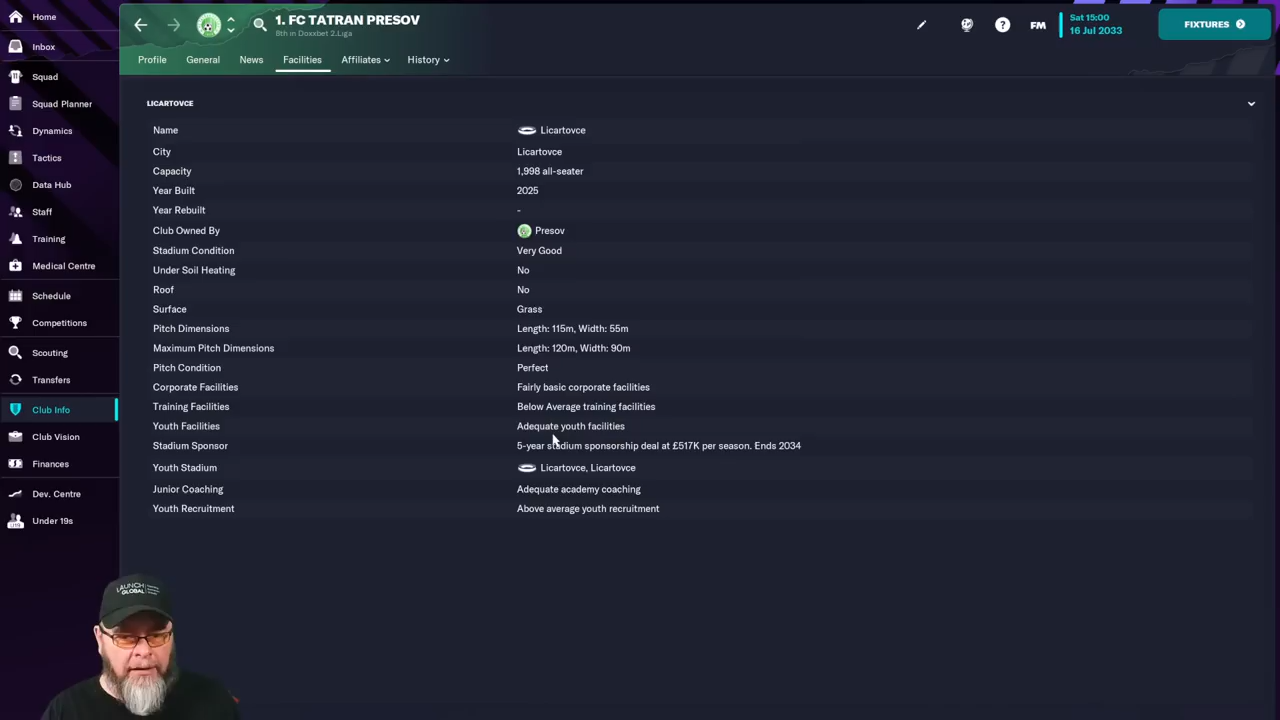 Home
Inbox
Squad
Squad Planner
Dynamics
Tactics
Data Hub
Staff
Training
Medical Centre
Schedule
Competitions
Scouting
Transfers
Club Info
Club Vision
Finances
Dev. Centre
Under 19s
1. FC TATRAN PRESOV
8th in Doxxbet 2.Liga
FM
Sat 15:00
16 Jul 2033
FIXTURES
Profile General News Facilities Affiliates History
LICARTOVCE
Name Licartovce
City Licartovce
Capacity 1,998 all-seater
Year Built 2025
Year Rebuilt -
Club Owned By Presov
Stadium Condition Very Good
Under Soil Heating No
Roof No
Surface Grass
Pitch Dimensions Length: 115m, Width: 55m
Maximum Pitch Dimensions Length: 120m, Width: 90m
Pitch Condition Perfect
Corporate Facilities Fairly basic corporate facilities
Training Facilities Below Average training facilities
Youth Facilities Adequate youth facilities
Stadium Sponsor 5-year stadium sponsorship deal at £517K per season. Ends 2034
Youth Stadium Licartovce, Licartovce
Junior Coaching Adequate academy coaching
Youth Recruitment Above average youth recruitment
LAUNCH
GLOBAL